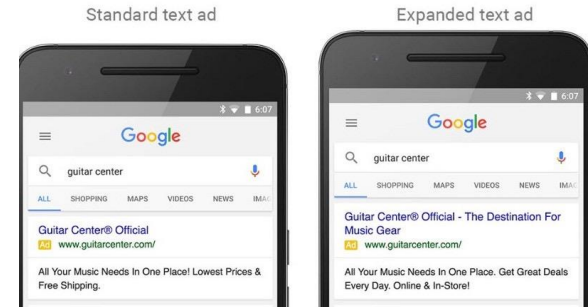 Standard text ad
6:07
Google
guitar center
ALL SHOPPING MAPS VIDEOS NEWS IMA
Guitar Center® Official
Ad www.guitarcenter.com/
All Your Music Needs In One Place! Lowest Prices &
Free Shipping.
Expanded text ad
6:07
Google
guitar center
ALL SHOPPING MAPS VIDEOS NEWS IMAG
Guitar Center® Official - The Destination For
Music Gear
Ad www.guitarcenter.com/
All Your Music Needs In One Place. Get Great Deals
Every Day. Online & In-Store!